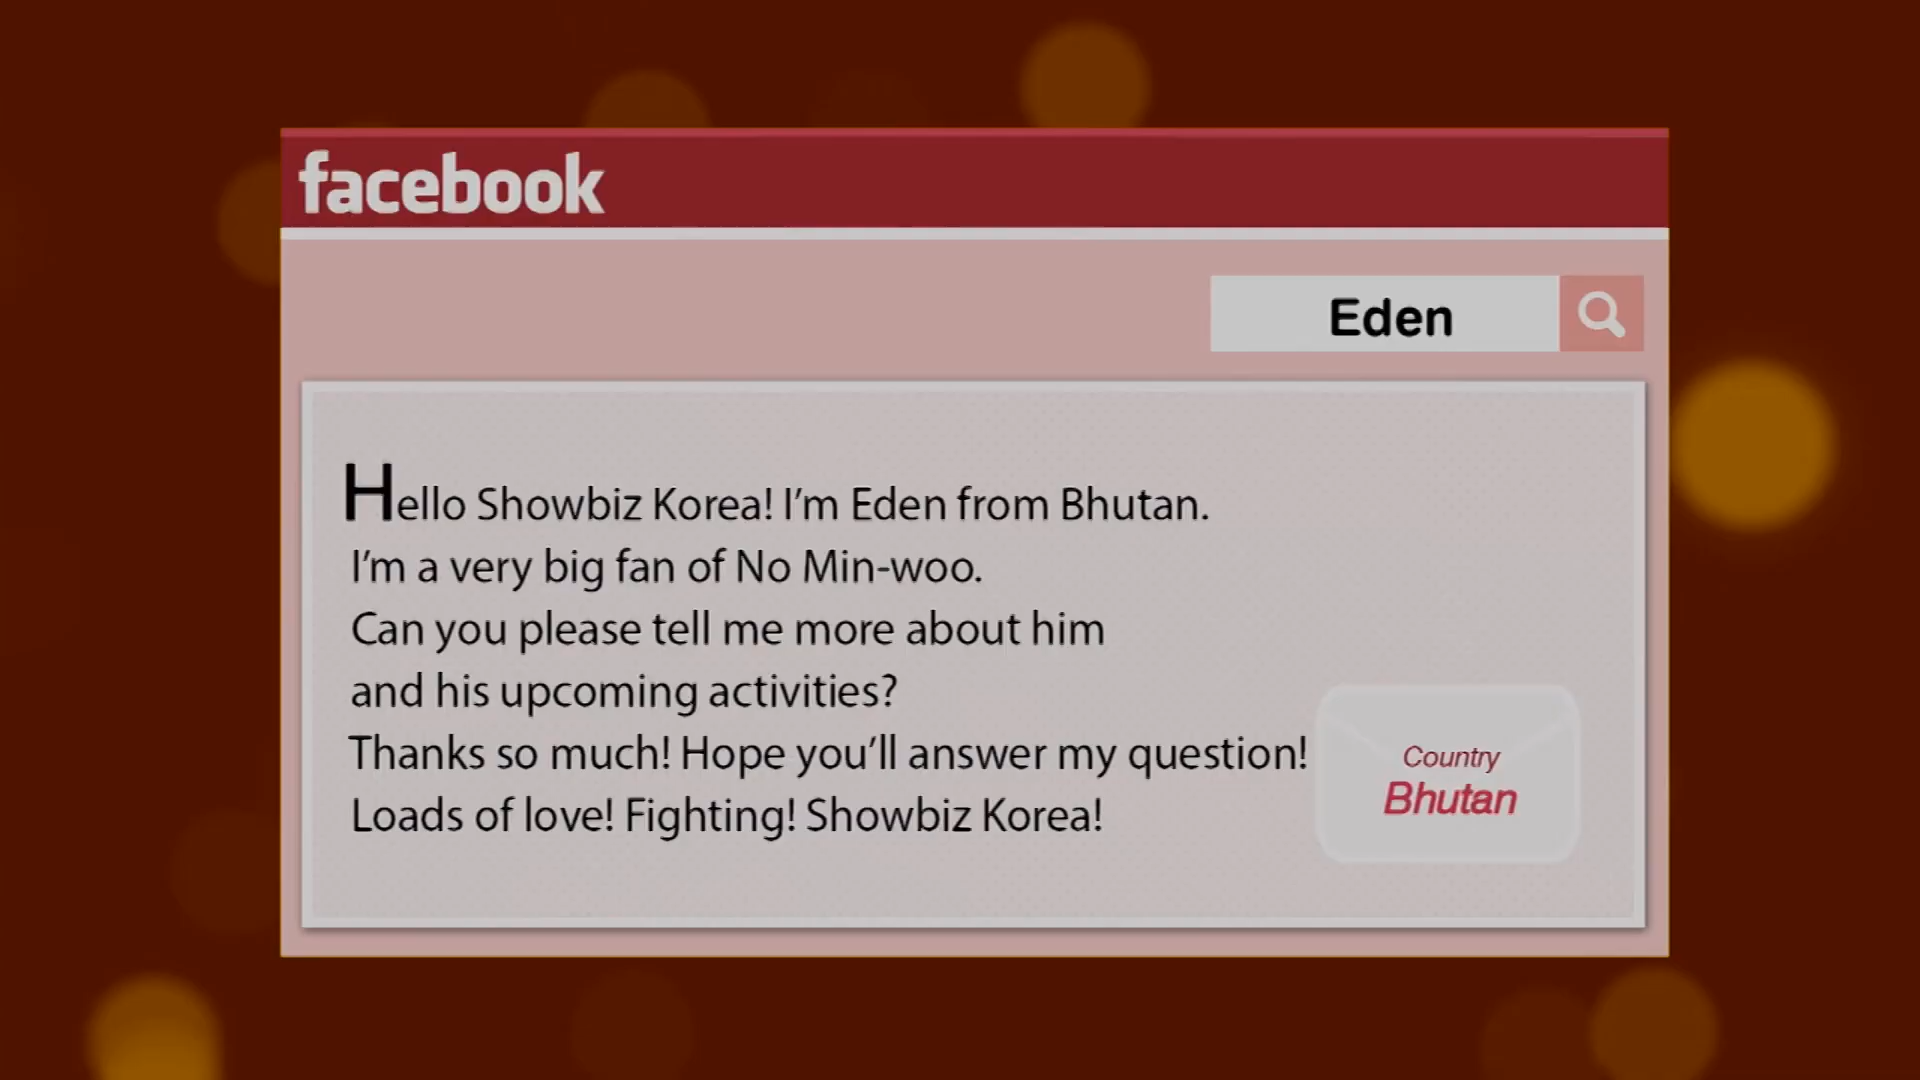 facebook
Eden
Hello Showbiz Korea! I'm Eden from Bhutan.
I'm a very big fan of No Min-woo.
Can you please tell me more about him
and his upcoming activities?
Thanks so much! Hope you'll answer my question!
Loads of love! Fighting! Showbiz Korea!
Country
Bhutan